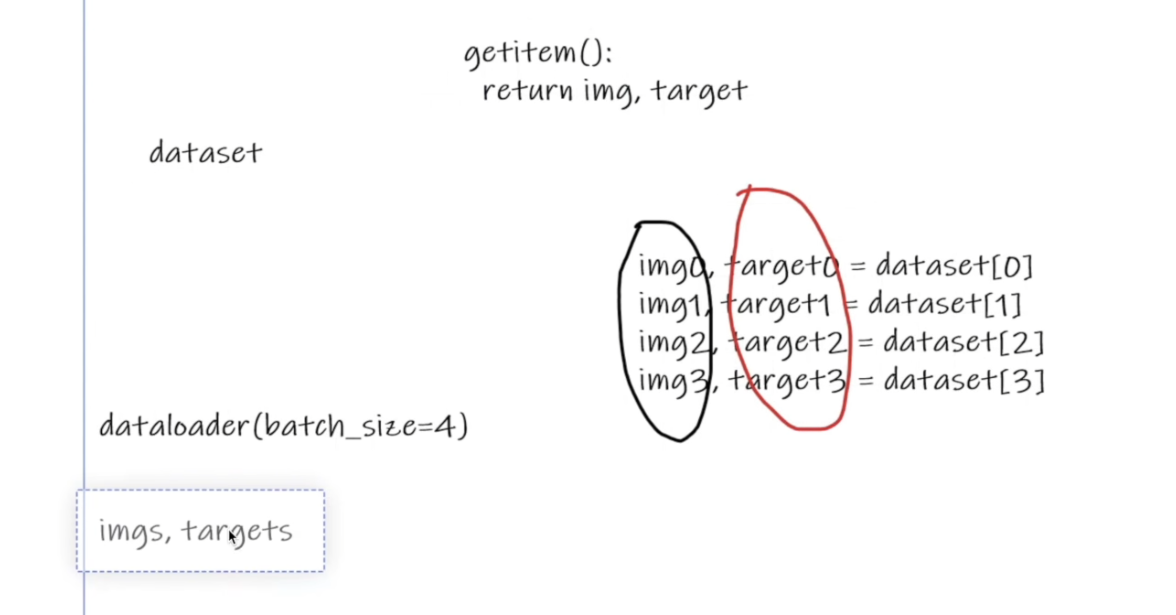 getitem():
return img, target
dataset
img0, target0 = dataset[0]
img1, target1 = dataset[1]
img2, target2 = dataset[2]
img3, target3 = dataset[3]
dataloader(batch_size=4)
imgs, targets